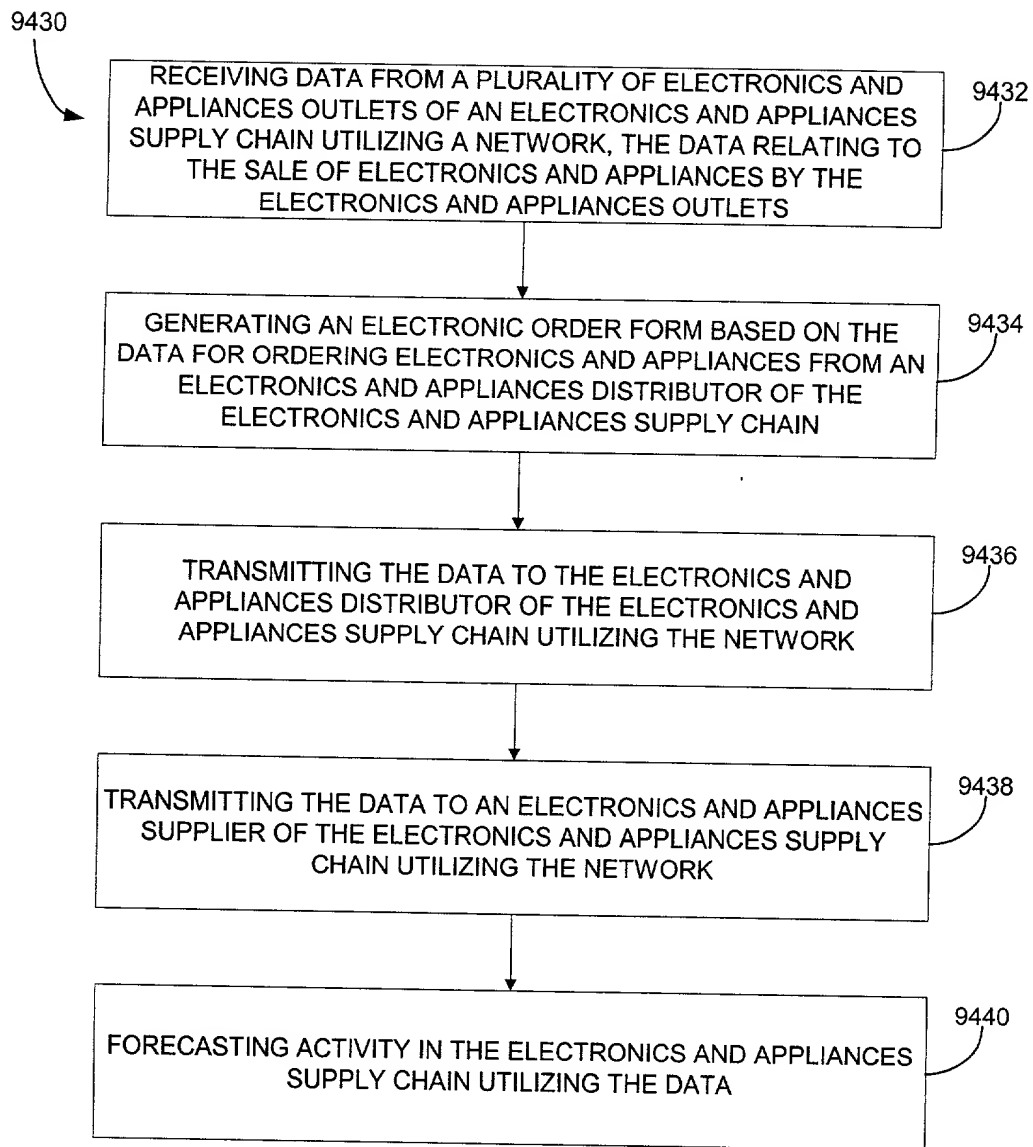 9430
RECEIVING DATA FROM A PLURALITY OF ELECTRONICS AND
APPLIANCES OUTLETS OF AN ELECTRONICS AND APPLIANCES
SUPPLY CHAIN UTILIZING A NETWORK, THE DATA RELATING TO
THE SALE OF ELECTRONICS AND APPLIANCES BY THE
ELECTRONICS AND APPLIANCES OUTLETS
9432
GENERATING AN ELECTRONIC ORDER FORM BASED ON THE
DATA FOR ORDERING ELECTRONICS AND APPLIANCES FROM AN
ELECTRONICS AND APPLIANCES DISTRIBUTOR OF THE
ELECTRONICS AND APPLIANCES SUPPLY CHAIN
9434
TRANSMITTING THE DATA TO THE ELECTRONICS AND
APPLIANCES DISTRIBUTOR OF THE ELECTRONICS AND
APPLIANCES SUPPLY CHAIN UTILIZING THE NETWORK
9436
TRANSMITTING THE DATA TO AN ELECTRONICS AND APPLIANCES
SUPPLIER OF THE ELECTRONICS AND APPLIANCES SUPPLY
CHAIN UTILIZING THE NETWORK
9438
FORECASTING ACTIVITY IN THE ELECTRONICS AND APPLIANCES
SUPPLY CHAIN UTILIZING THE DATA
9440